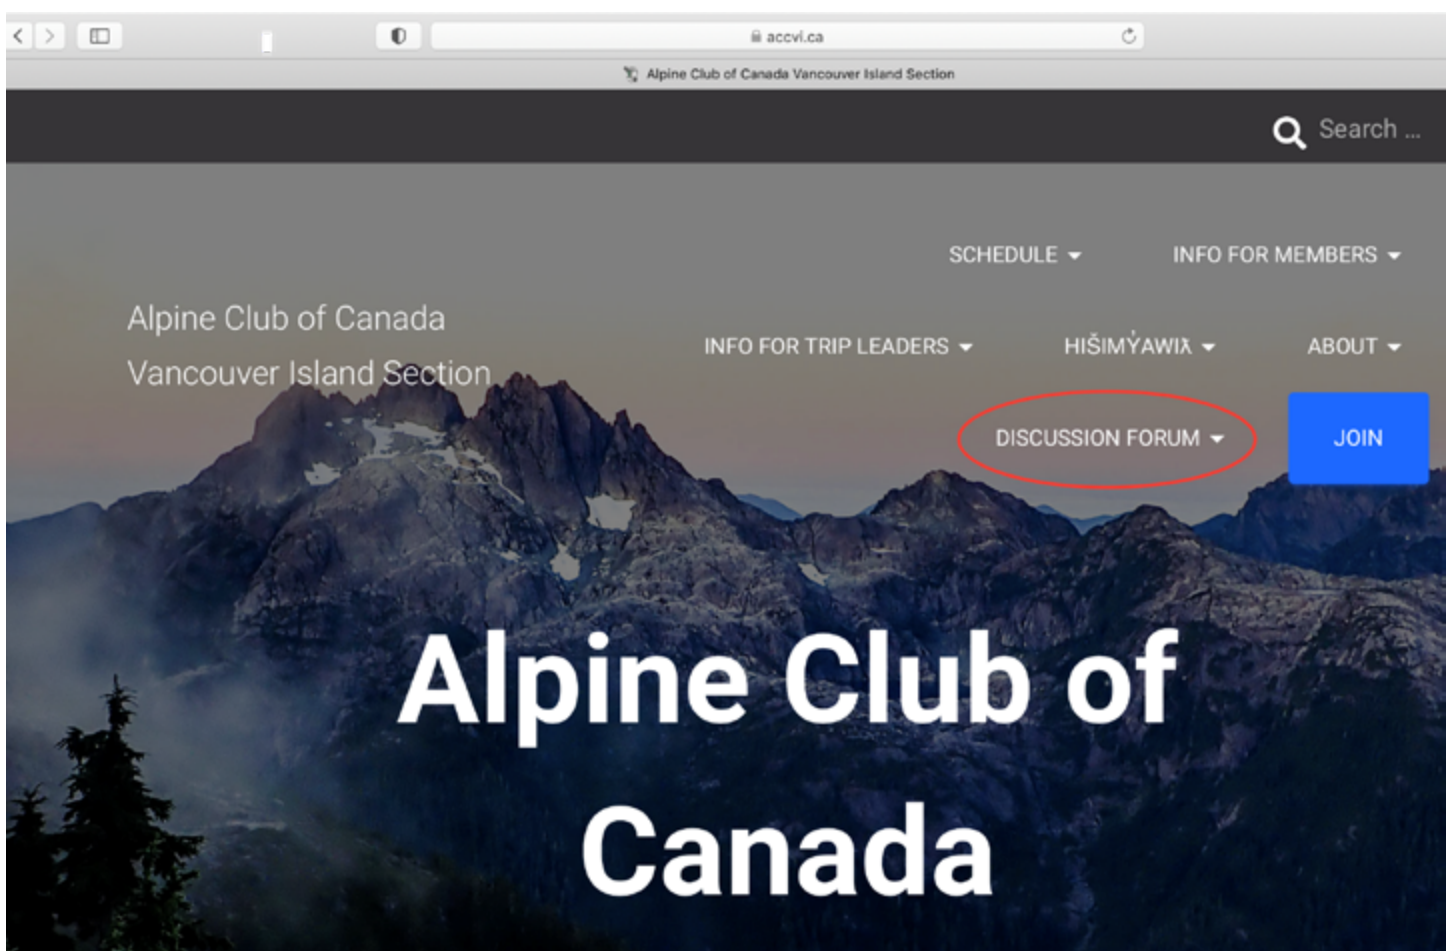 accvi.ca
Alpine Club of Canada Vancouver Island Section
Search ...
SCHEDULE
INFO FOR MEMBERS
Alpine Club of Canada
Vancouver Island Section
INFO FOR TRIP LEADERS
HIŠIMY̓AWIƛ
ABOUT
DISCUSSION FORUM
JOIN
Alpine Club of
Canada